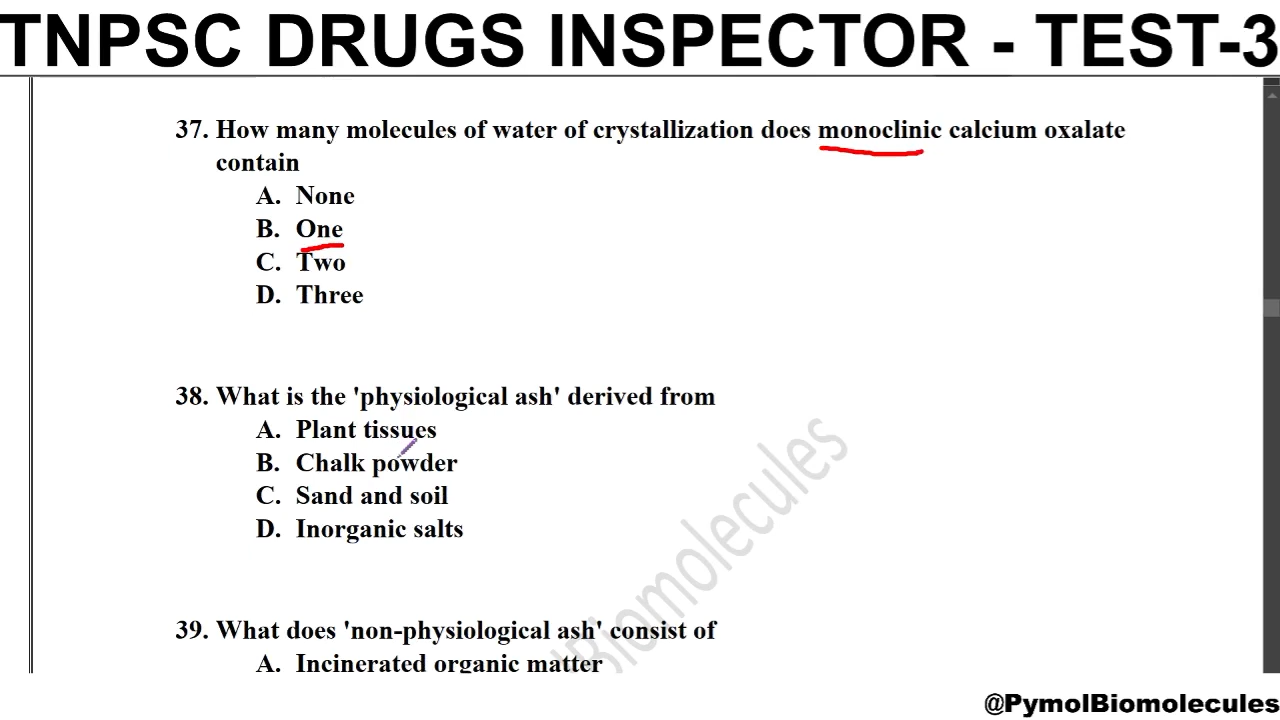 TNPSC DRUGS INSPECTOR - TEST-3
37. How many molecules of water of crystallization does monoclinic calcium oxalate
contain
A. None
B. One
C. Two
D. Three
38. What is the 'physiological ash' derived from
A. Plant tissues
B. Chalk powder
C. Sand and soil
D. Inorganic salts
39. What does 'non-physiological ash' consist of
A. Incinerated organic matter
Biomolecules
@PymolBiomolecules